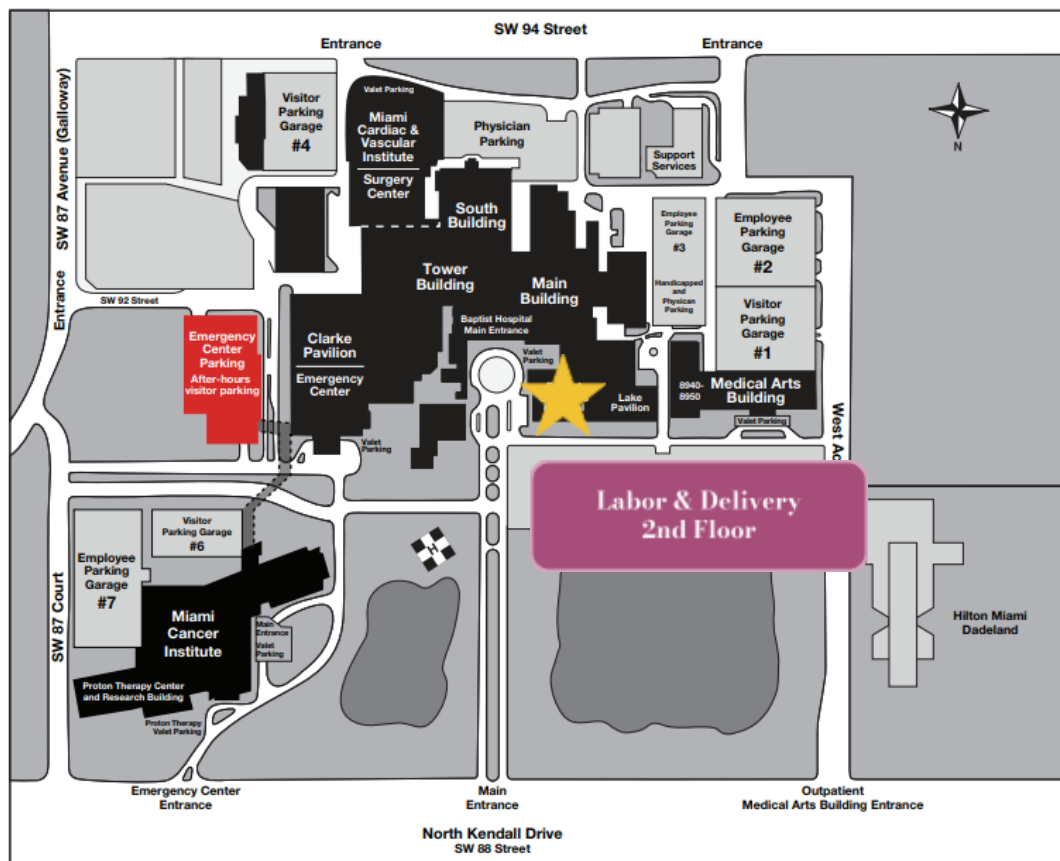 SW 94 Street
Entrance
Entrance
SW 87 Avenue (Galloway)
Visitor
Parking
Garage
#4
Valet Parking
Miami
Cardiac &
Vascular
Institute
Surgery
Center
Physician
Parking
Support
Services
N
South
Building
Employee
Parking
Garage
#3
Handicapped
and
Physican
Parking
Employee
Parking
Garage
#2
Tower
Building
Main
Building
Entrance
SW 92 Street
Baptist Hospital
Main Entrance
Visitor
Parking
Garage
#1
Emergency
Center
Parking
After-hours
visitor parking
Clarke
Pavilion
Emergency
Center
Valet
Parking
Lake
Pavilion
8940-
8950
Medical Arts
Building
Valet Parking
Valet
Parking
West Ac
Labor & Delivery
2nd Floor
SW 87 Court
Employee
Parking
Garage
#7
Visitor
Parking Garage
#6
H
Miami
Cancer
Institute
Main
Entrance
Valet
Parking
Hilton Miami
Dadeland
Proton Therapy Center
and Research Building
Proton Therapy
Valet Parking
Emergency Center
Entrance
Main
Entrance
Outpatient
Medical Arts Building Entrance
North Kendall Drive
SW 88 Street